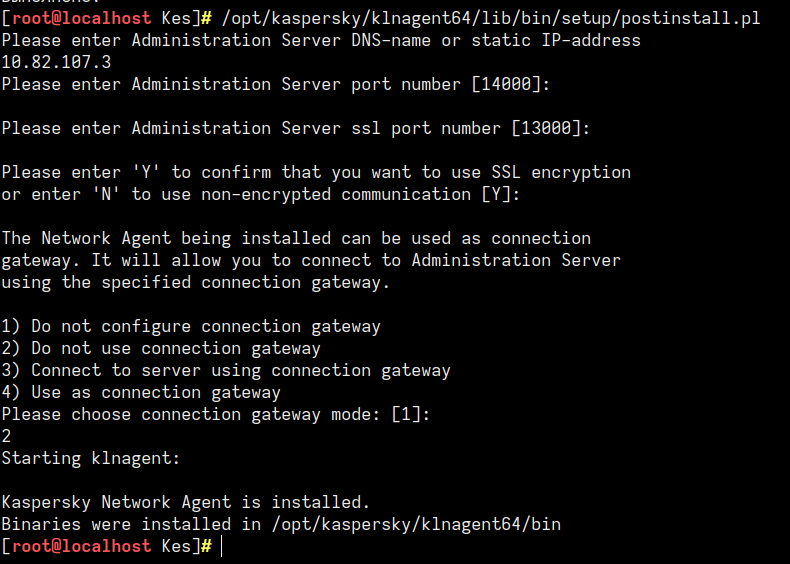 [root@localhost Kes]# /opt/kaspersky/klnagent64/lib/bin/setup/postinstall.pl
Please enter Administration Server DNS-name or static IP-address
10.82.107.3
Please enter Administration Server port number [14000]:
Please enter Administration Server ssl port number [13000]:
Please enter 'Y' to confirm that you want to use SSL encryption
or enter 'N' to use non-encrypted communication [Y]:
The Network Agent being installed can be used as connection
gateway. It will allow you to connect to Administration Server
using the specified connection gateway.
1) Do not configure connection gateway
2) Do not use connection gateway
3) Connect to server using connection gateway
4) Use as connection gateway
Please choose connection gateway mode: [1]:
2
Starting klnagent:
Kaspersky Network Agent is installed.
Binaries were installed in /opt/kaspersky/klnagent64/bin
[root@localhost Kes]#